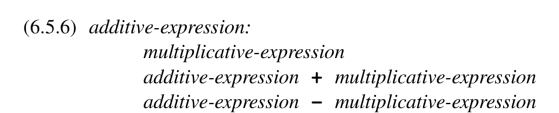 (6.5.6) additive-expression:
multiplicative-expression
additive-expression + multiplicative-expression
additive-expression − multiplicative-expression